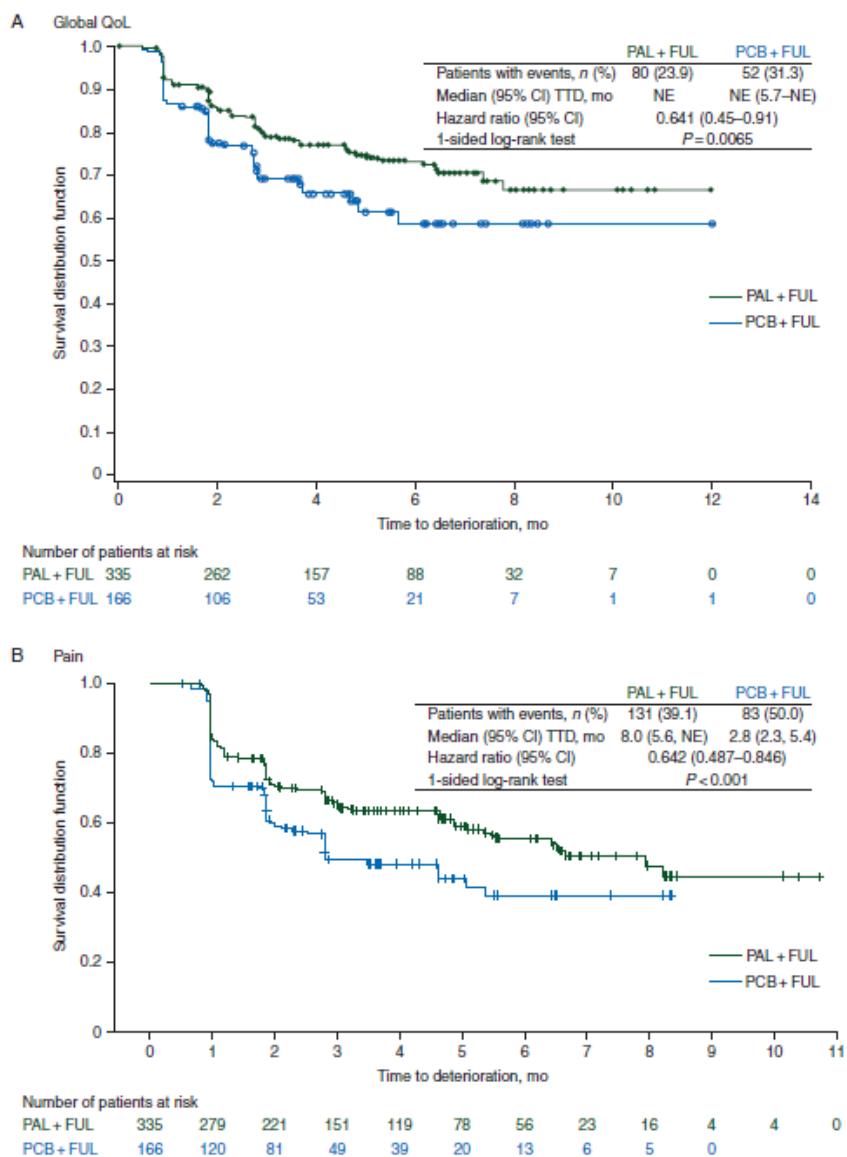 A Global QoL
PAL + FUL PCB + FUL
Patients with events, n (%) 80 (23.9) 52 (31.3)
Median (95% CI) TTD, mo NE NE (5.7–NE)
Hazard ratio (95% CI) 0.641 (0.45–0.91)
1-sided log-rank test P = 0.0065
1.0
0.9
0.8
0.7
0.6
0.5
0.4
0.3
0.2
0.1
0
Survival distribution function
PAL + FUL
PCB + FUL
0 2 4 6 8 10 12 14
Time to deterioration, mo
Number of patients at risk
PAL + FUL 335 262 157 88 32 7 0 0
PCB + FUL 166 106 53 21 7 1 1 0
B Pain
PAL + FUL PCB + FUL
Patients with events, n (%) 131 (39.1) 83 (50.0)
Median (95% CI) TTD, mo 8.0 (5.6, NE) 2.8 (2.3, 5.4)
Hazard ratio (95% CI) 0.642 (0.487–0.846)
1-sided log-rank test P < 0.001
1.0
0.8
0.6
0.4
0.2
0
Survival distribution function
PAL + FUL
PCB + FUL
0 1 2 3 4 5 6 7 8 9 10 11
Time to deterioration, mo
Number of patients at risk
PAL + FUL 335 279 221 151 119 78 56 23 16 4 4 0
PCB + FUL 166 120 81 49 39 20 13 6 5 0